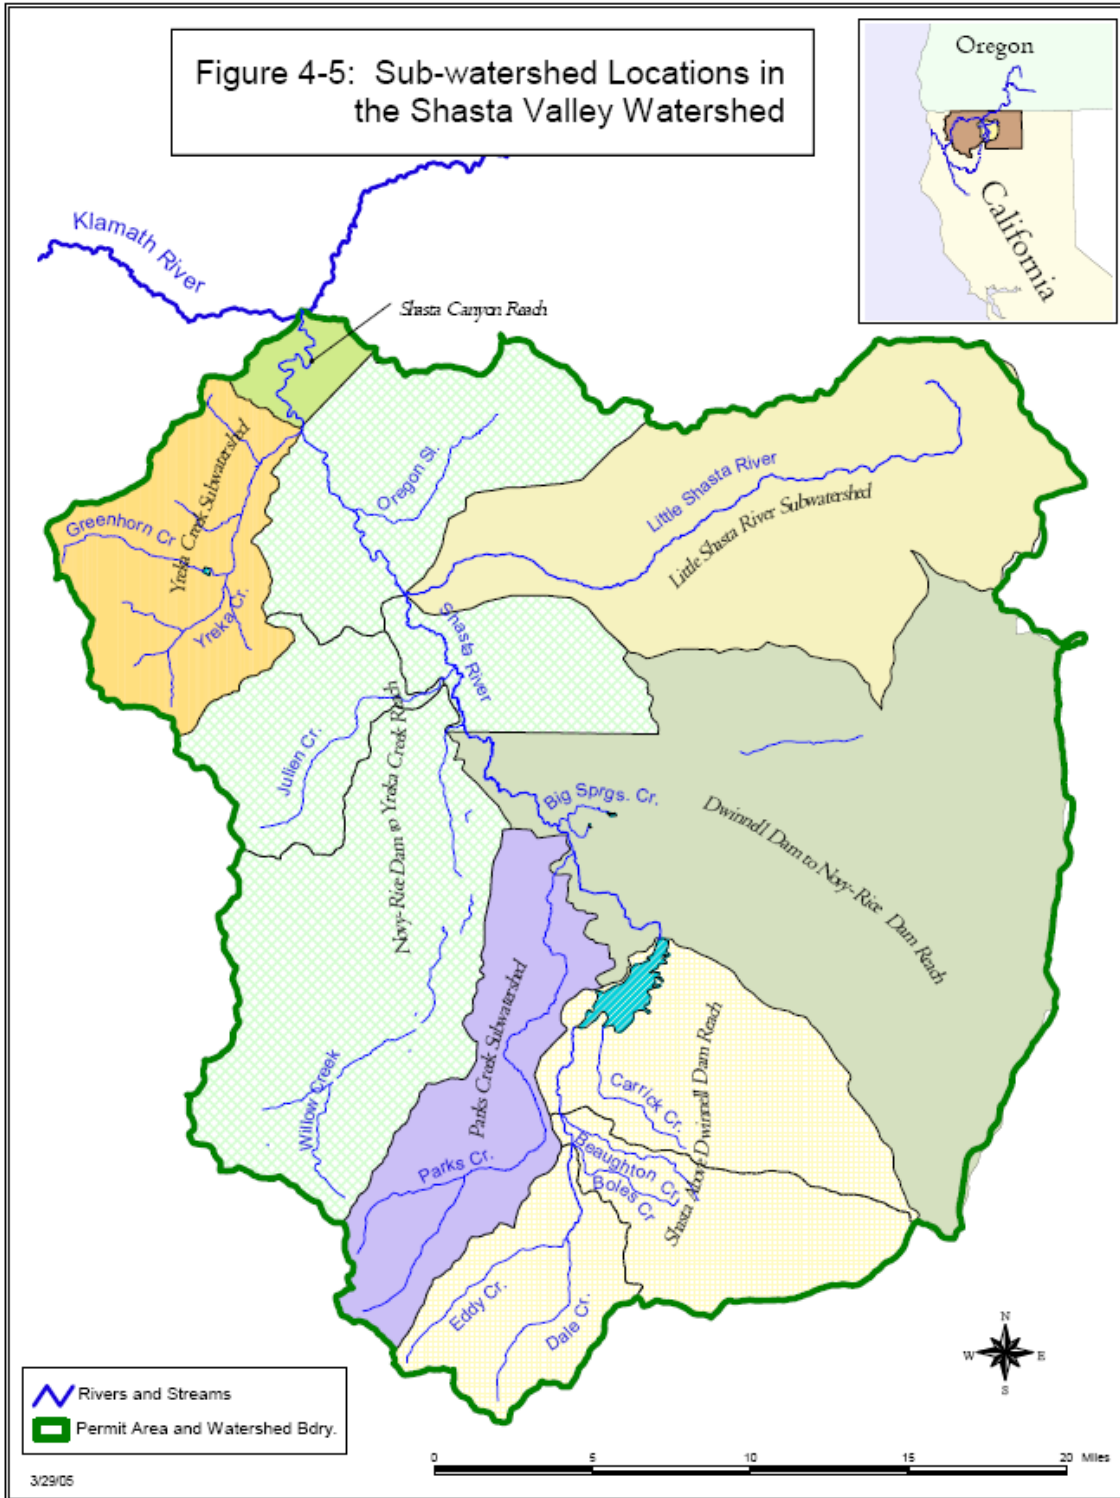 Figure 4-5: Sub-watershed Locations in
the Shasta Valley Watershed
Oregon
California
Klamath River
Shasta Canyon Reach
Oregon Sl.
Little Shasta River
Little Shasta River Subwatershed
Yreka Creek Subwatershed
Greenhorn Cr
Yreka Cr.
Shasta River
Julien Cr.
Novy-Rice Dam to Yreka Creek Reach
Big Sprgs. Cr.
Dwinnell Dam to Novy-Rice Dam Reach
Parks Creek Subwatershed
Shasta Above Dwinnell Dam Reach
Carrick Cr.
Beaughton Cr.
Boles Cr
Willow Creek
Parks Cr.
Eddy Cr.
Dale Cr.
N
W E
S
Rivers and Streams
Permit Area and Watershed Bdry.
3/29/05
0 5 10 15 20 Miles